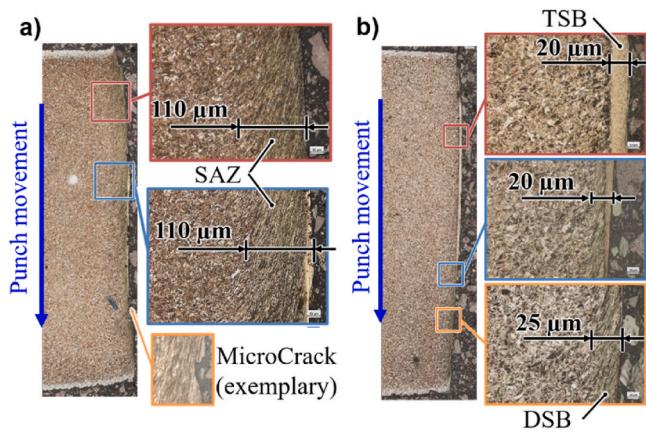 a)
Punch movement
110 µm
SAZ
110 µm
MicroCrack
(exemplary)
b)
Punch movement
TSB
20 µm
20 µm
25 µm
DSB